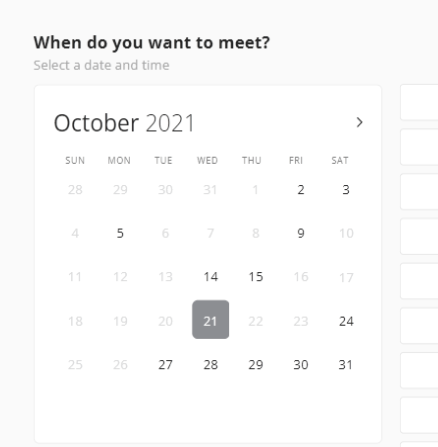 When do you want to meet?
Select a date and time
October 2021 >
SUN MON TUE WED THU FRI SAT
28 29 30 31 1 2 3
4 5 6 7 8 9 10
11 12 13 14 15 16 17
18 19 20 21 22 23 24
25 26 27 28 29 30 31